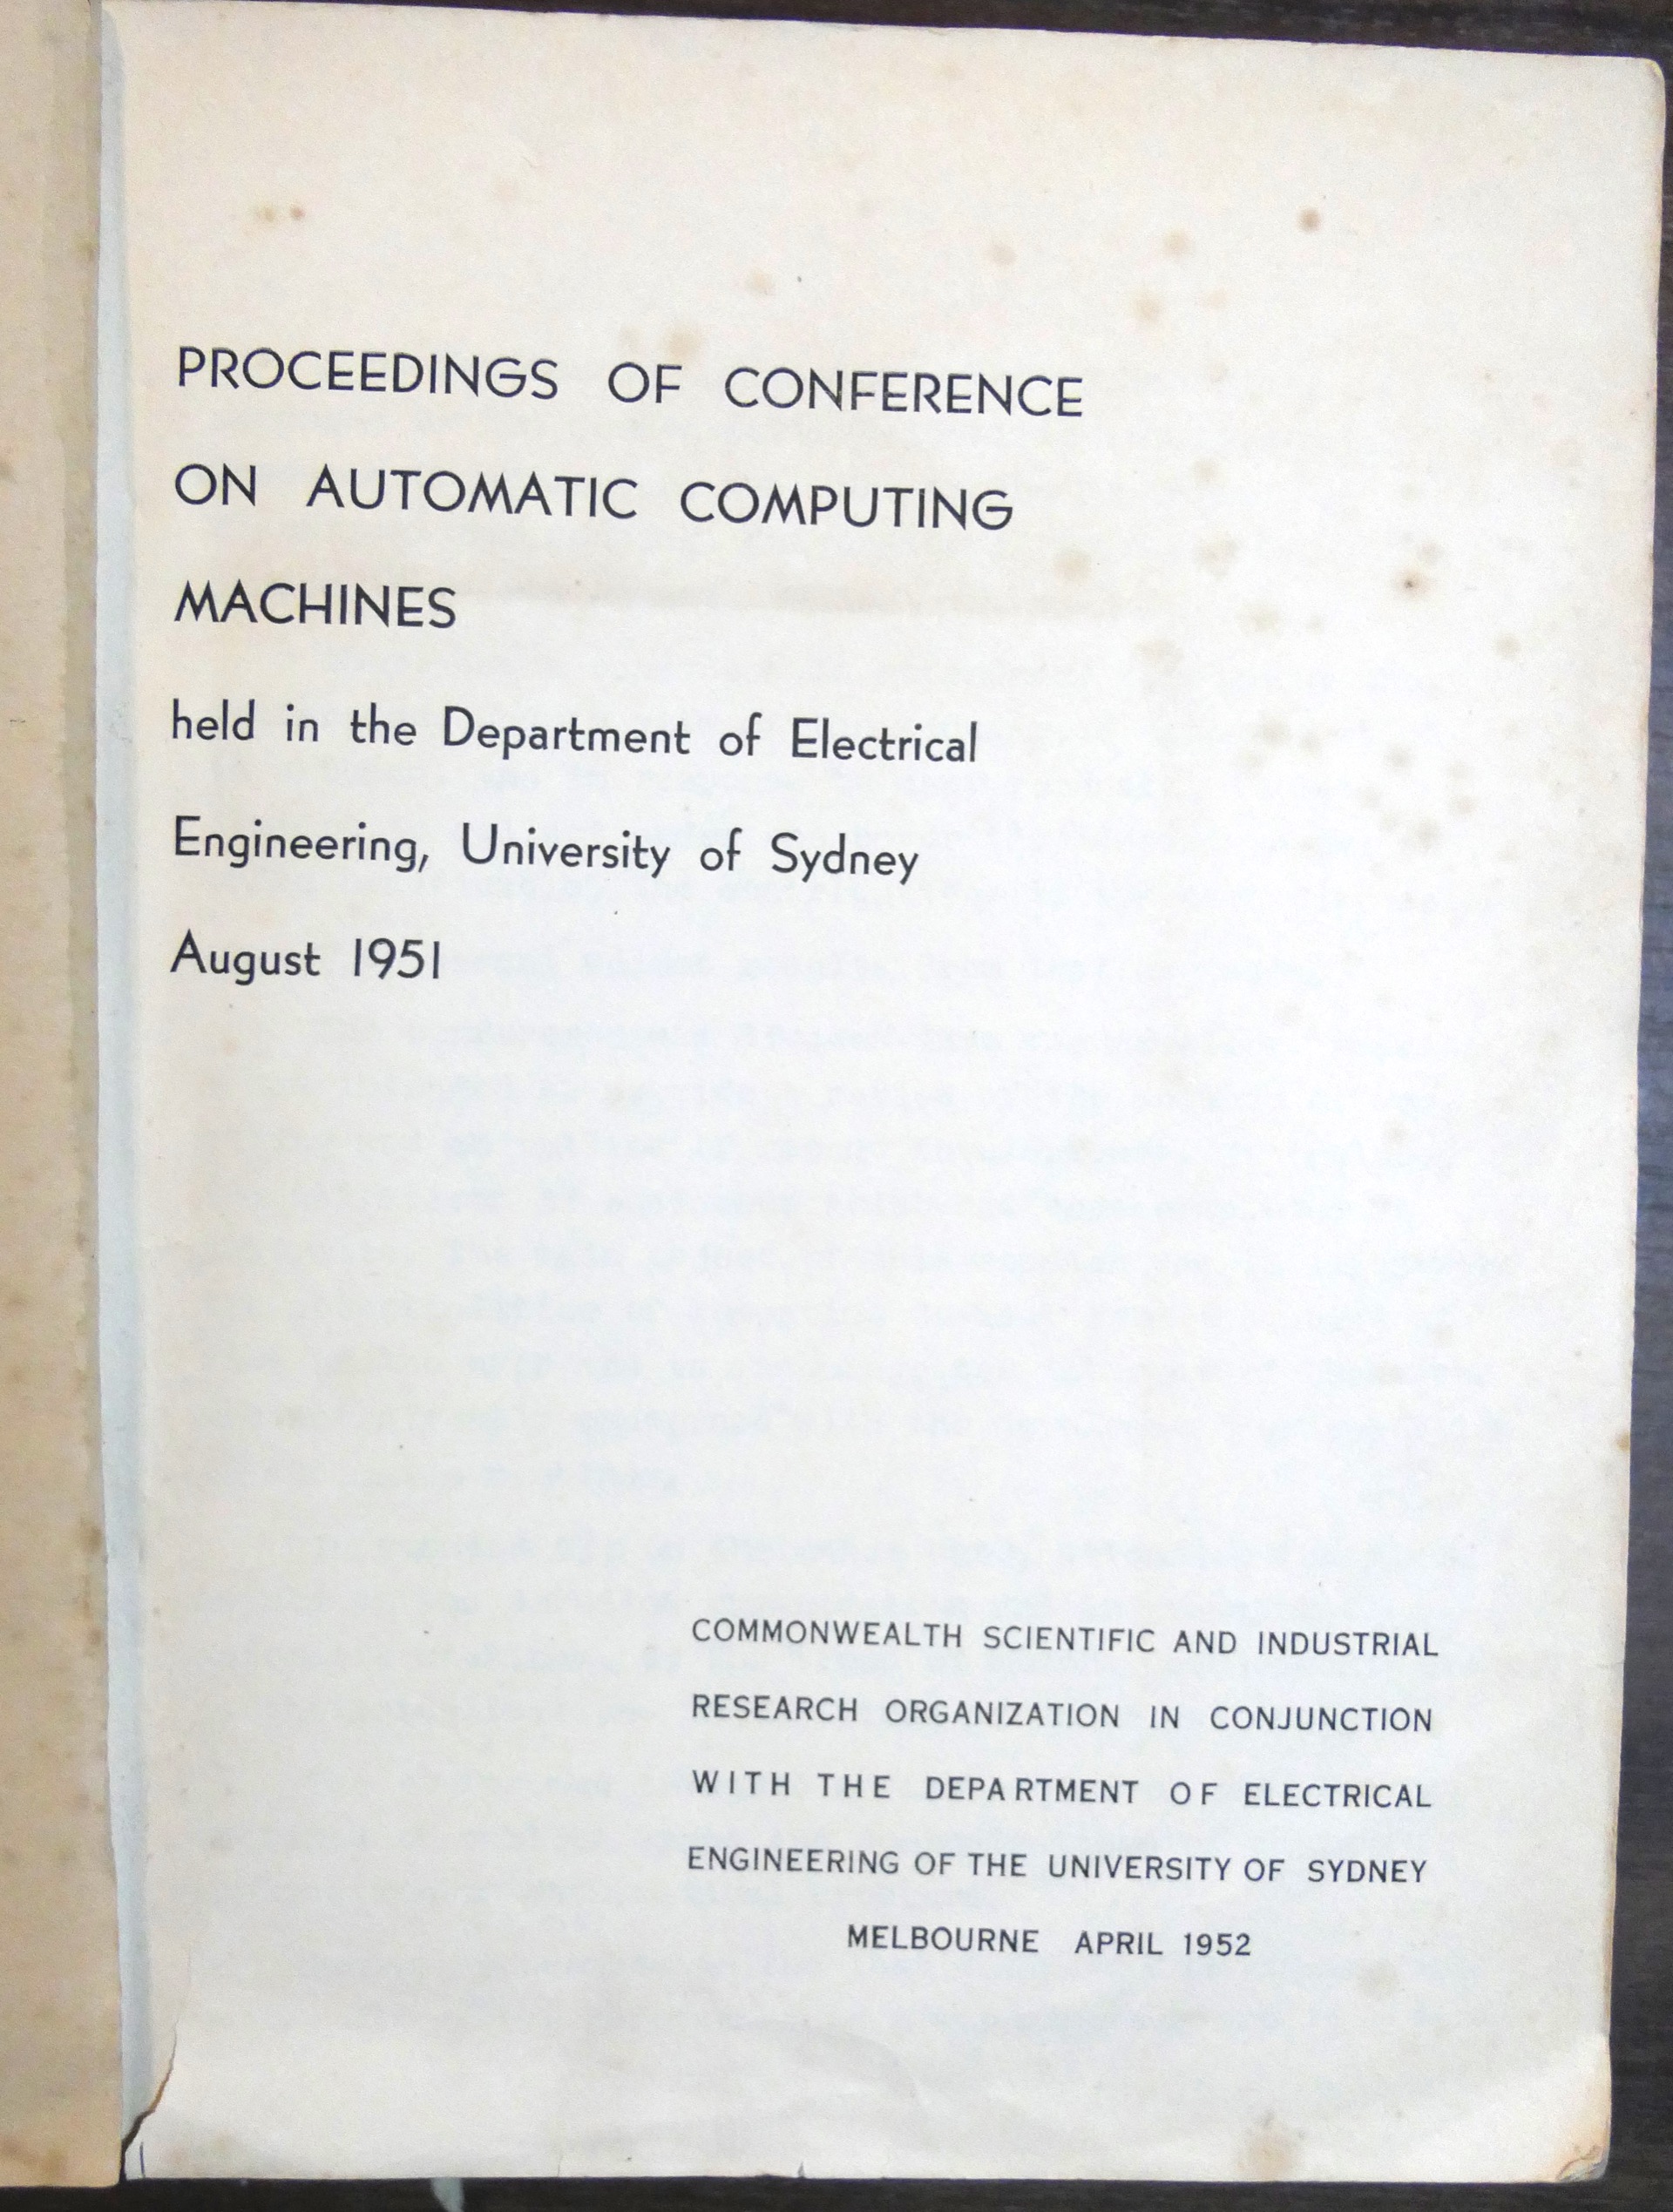 PROCEEDINGS OF CONFERENCE
ON AUTOMATIC COMPUTING
MACHINES
held in the Department of Electrical
Engineering, University of Sydney
August 1951
COMMONWEALTH SCIENTIFIC AND INDUSTRIAL
RESEARCH ORGANIZATION IN CONJUNCTION
WITH THE DEPARTMENT OF ELECTRICAL
ENGINEERING OF THE UNIVERSITY OF SYDNEY
MELBOURNE APRIL 1952